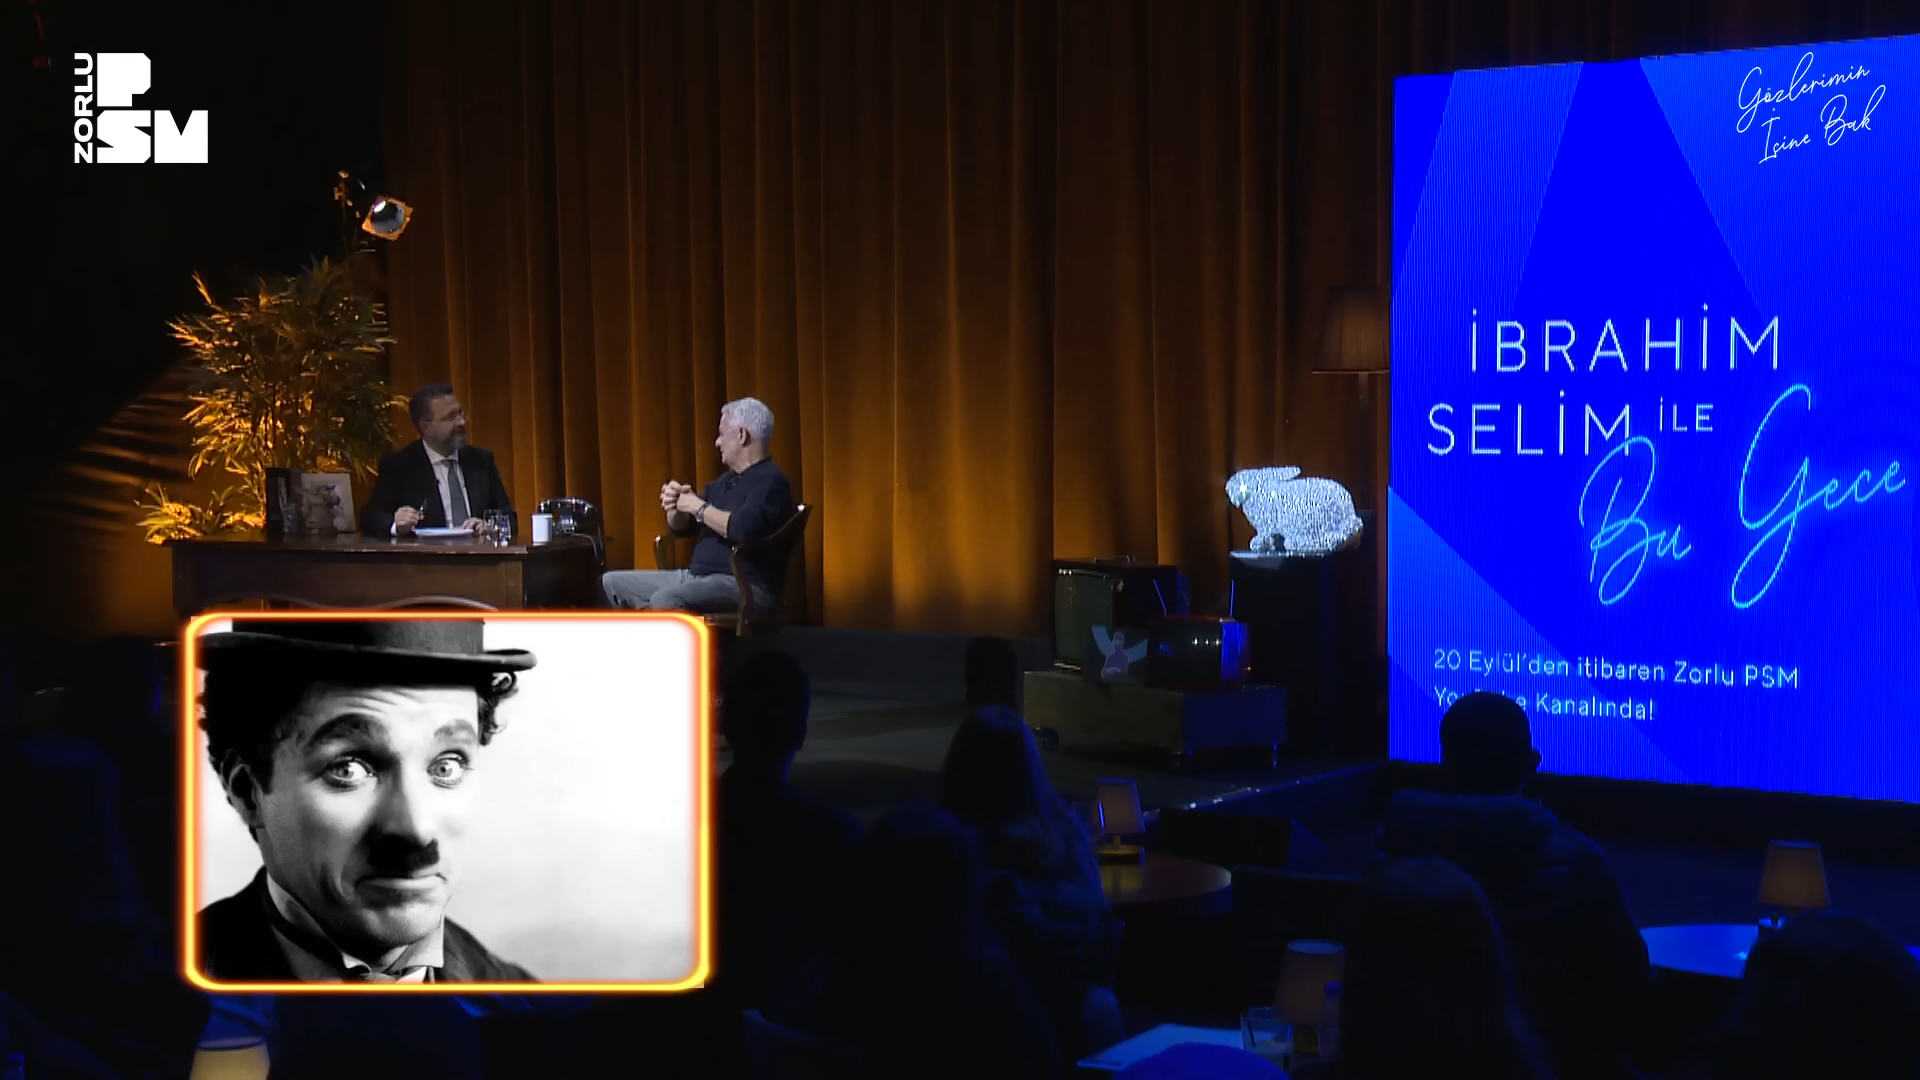 ZORLU
PSM
Gözlerimin
İçine Bak
İBRAHİM
SELİM İLE
Bu Gece
20 Eylül'den itibaren Zorlu PSM
Kanalında!